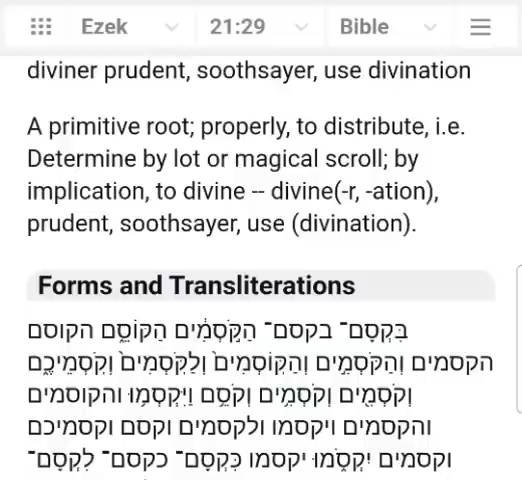 Ezek 21:29 Bible
diviner prudent, soothsayer, use divination
A primitive root; properly, to distribute, i.e.
Determine by lot or magical scroll; by
implication, to divine -- divine(-r, -ation),
prudent, soothsayer, use (divination).
Forms and Transliterations
בִּקְסָם־ בקסם־ הַקֹּסְמִ֔ים הַקּוֹסֵ֤ם הקוסם
הקסמים וְהַקֹּסְמִ֞ים וְהַקּוֹסְמִים֙ וְלַקֹּסְמִים֙ וְקֹֽסְמֵיכֶ֗ם
וְקֹסְמִ֖ים וְקֹסְמִ֥ים וְקֹסֵ֥ם וַיִּקְסְמ֥וּ והקוסמים
והקסמים ויקסמו ולקסמים וקסם וקסמיכם
וקסמים יִקְסֹ֑מוּ יקסמו כִּקְסָם־ כקסם־ לִקְסָם־